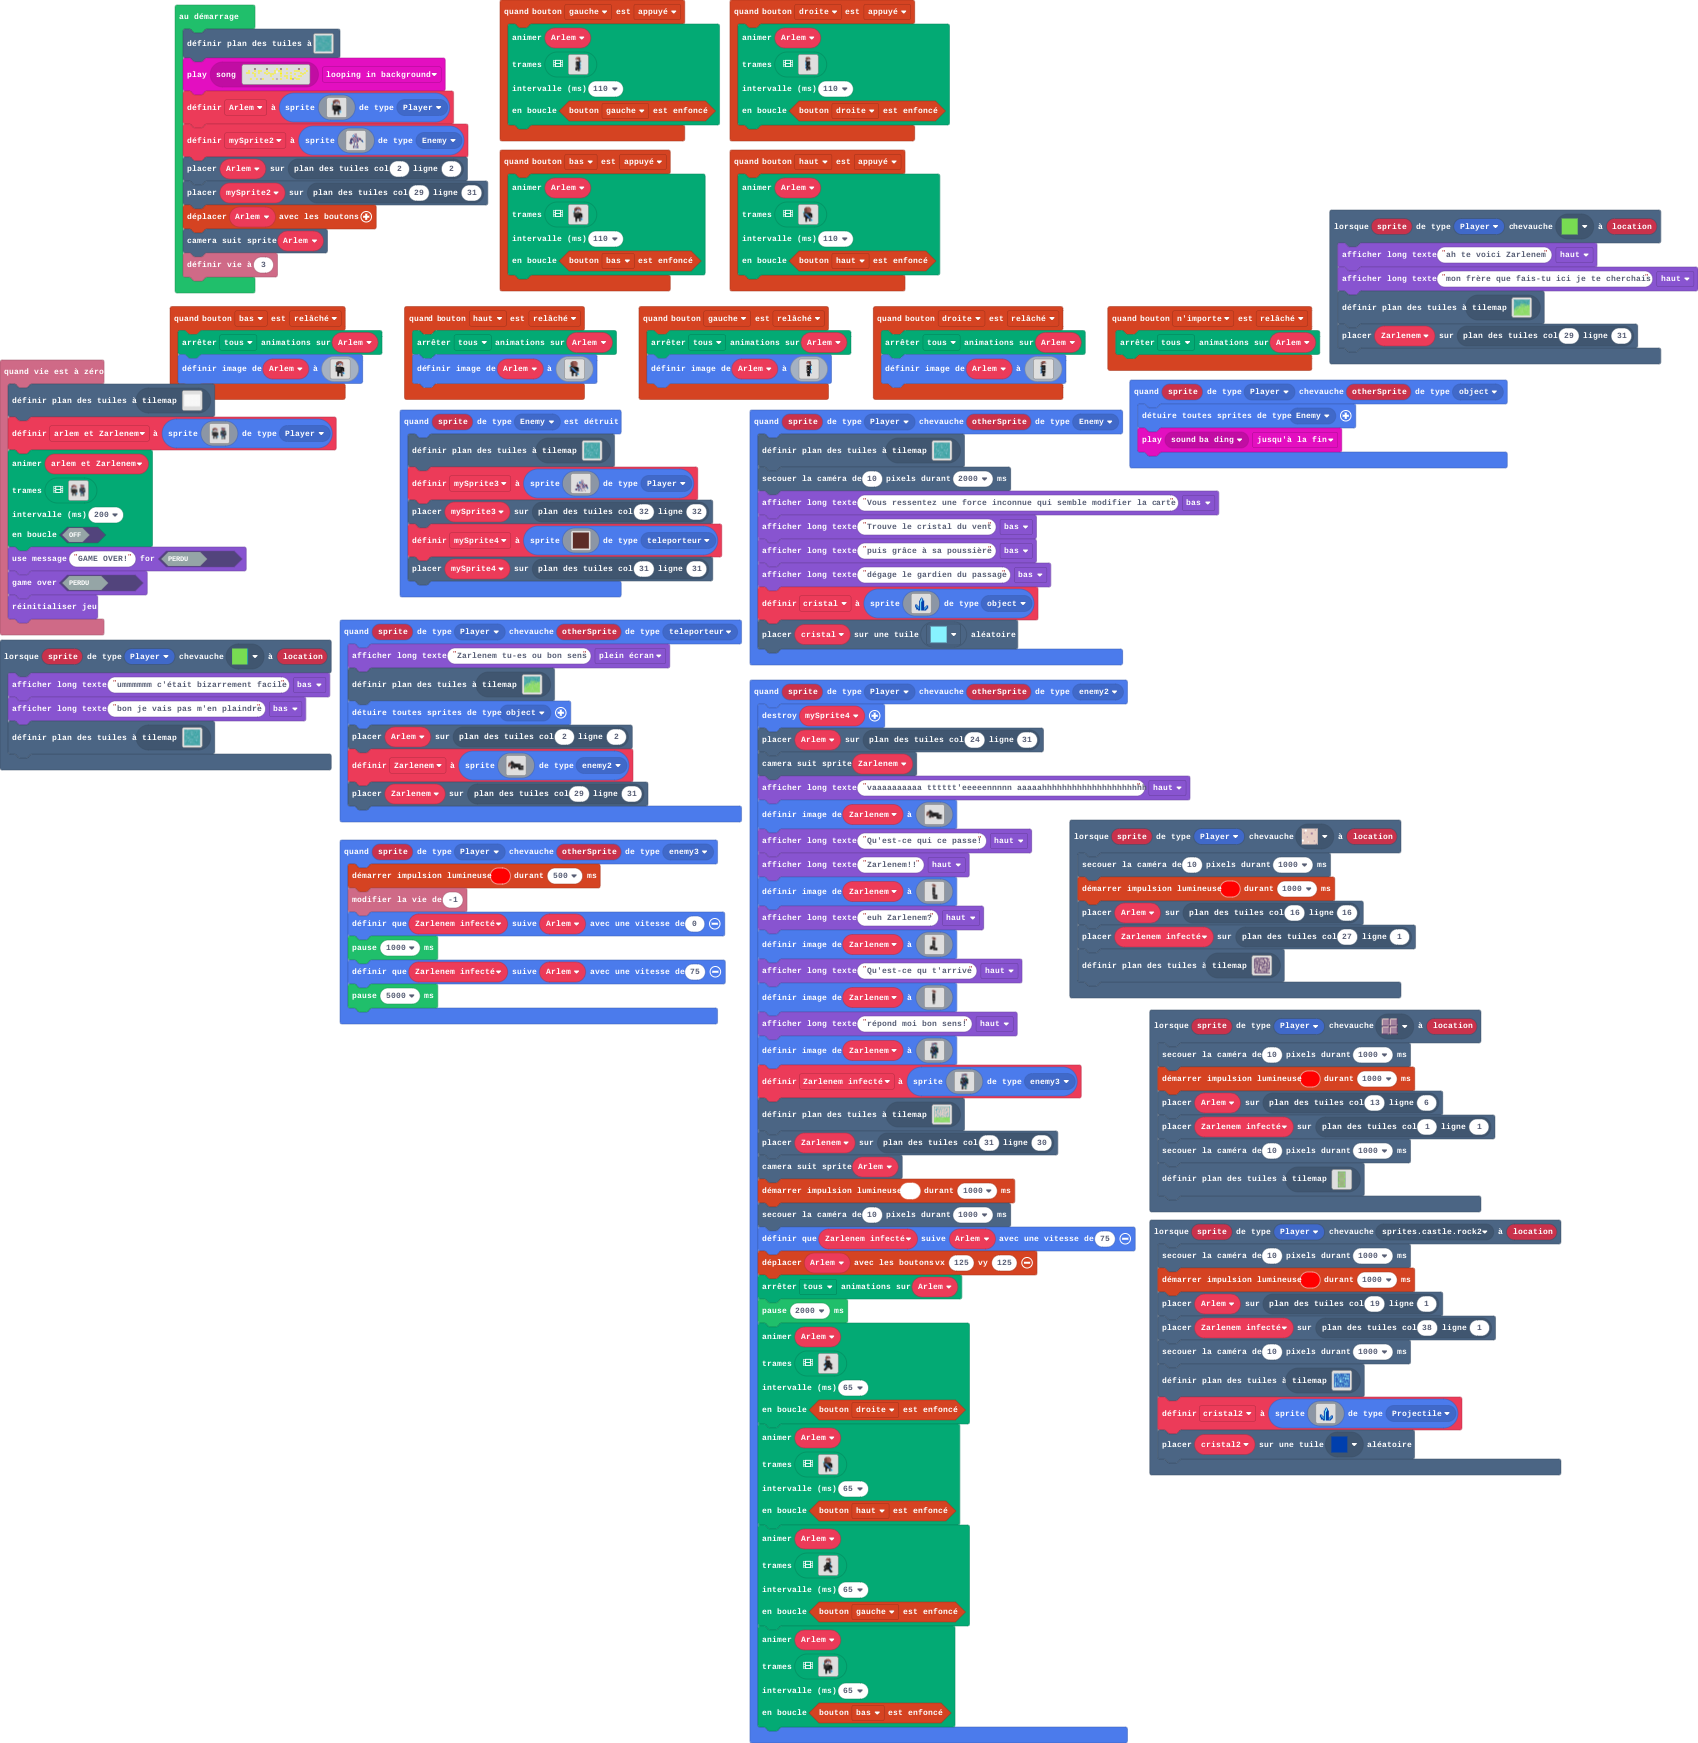 au démarrage
définir plan des tuiles à
play song looping in background
définir Arlem à sprite de type Player
définir mySprite2 à sprite de type Enemy
placer Arlem sur plan des tuiles col 2 ligne 2
placer mySprite2 sur plan des tuiles col 29 ligne 31
déplacer Arlem avec les boutons
camera suit sprite Arlem
définir vie à 3
quand bouton gauche est appuyé
animer Arlem
trames
intervalle (ms) 110
en boucle bouton gauche est enfoncé
quand bouton droite est appuyé
animer Arlem
trames
intervalle (ms) 110
en boucle bouton droite est enfoncé
quand bouton bas est appuyé
animer Arlem
trames
intervalle (ms) 110
en boucle bouton bas est enfoncé
quand bouton haut est appuyé
animer Arlem
trames
intervalle (ms) 110
en boucle bouton haut est enfoncé
lorsque sprite de type Player chevauche à location
afficher long texte "ah te voici Zarlenem" haut
afficher long texte "mon frère que fais-tu ici je te cherchais" haut
définir plan des tuiles à tilemap
placer Zarlenem sur plan des tuiles col 29 ligne 31
quand bouton bas est relâché
arrêter tous animations sur Arlem
définir image de Arlem à
quand bouton haut est relâché
arrêter tous animations sur Arlem
définir image de Arlem à
quand bouton gauche est relâché
arrêter tous animations sur Arlem
définir image de Arlem à
quand bouton droite est relâché
arrêter tous animations sur Arlem
définir image de Arlem à
quand bouton n'importe est relâché
arrêter tous animations sur Arlem
quand vie est à zéro
définir plan des tuiles à tilemap
définir arlem et Zarlenem à sprite de type Player
animer arlem et Zarlenem
trames
intervalle (ms) 200
en boucle OFF
use message "GAME OVER!" for PERDU
game over PERDU
réinitialiser jeu
quand sprite de type Enemy est détruit
définir plan des tuiles à tilemap
définir mySprite3 à sprite de type Player
placer mySprite3 sur plan des tuiles col 32 ligne 32
définir mySprite4 à sprite de type teleporteur
placer mySprite4 sur plan des tuiles col 31 ligne 31
quand sprite de type Player chevauche otherSprite de type Enemy
définir plan des tuiles à tilemap
secouer la caméra de 10 pixels durant 2000 ms
afficher long texte "Vous ressentez une force inconnue qui semble modifier la carte" bas
afficher long texte "Trouve le cristal du vent" bas
afficher long texte "puis grâce à sa poussière" bas
afficher long texte "dégage le gardien du passage" bas
définir cristal à sprite de type object
placer cristal sur une tuile aléatoire
quand sprite de type Player chevauche otherSprite de type object
détuire toutes sprites de type Enemy
play sound ba ding jusqu'à la fin
lorsque sprite de type Player chevauche à location
afficher long texte "ummmmmm c'était bizarrement facile" bas
afficher long texte "bon je vais pas m'en plaindre" bas
définir plan des tuiles à tilemap
quand sprite de type Player chevauche otherSprite de type teleporteur
afficher long texte "Zarlenem tu-es ou bon sens" plein écran
définir plan des tuiles à tilemap
détuire toutes sprites de type object
placer Arlem sur plan des tuiles col 2 ligne 2
définir Zarlenem à sprite de type enemy2
placer Zarlenem sur plan des tuiles col 29 ligne 31
quand sprite de type Player chevauche otherSprite de type enemy3
démarrer impulsion lumineuse durant 500 ms
modifier la vie de -1
définir que Zarlenem infecté suive Arlem avec une vitesse de 0
pause 1000 ms
définir que Zarlenem infecté suive Arlem avec une vitesse de 75
pause 5000 ms
quand sprite de type Player chevauche otherSprite de type enemy2
destroy mySprite4
placer Arlem sur plan des tuiles col 24 ligne 31
camera suit sprite Zarlenem
afficher long texte haut
définir image de Zarlenem à
afficher long texte "Qu'est-ce qui ce passe!" haut
afficher long texte "Zarlenem!!" haut
définir image de Zarlenem à
afficher long texte "euh Zarlenem?" haut
définir image de Zarlenem à
afficher long texte "Qu'est-ce qu t'arrive" haut
définir image de Zarlenem à
afficher long texte "répond moi bon sens!" haut
définir image de Zarlenem à
définir Zarlenem infecté à sprite de type enemy3
définir plan des tuiles à tilemap
placer Zarlenem sur plan des tuiles col 31 ligne 30
camera suit sprite Arlem
démarrer impulsion lumineuse durant 1000 ms
secouer la caméra de 10 pixels durant 1000 ms
définir que Zarlenem infecté suive Arlem avec une vitesse de 75
déplacer Arlem avec les boutons vx 125 vy 125
arrêter tous animations sur Arlem
pause 2000 ms
animer Arlem
trames
intervalle (ms) 65
en boucle bouton droite est enfoncé
animer Arlem
trames
intervalle (ms) 65
en boucle bouton haut est enfoncé
animer Arlem
trames
intervalle (ms) 65
en boucle bouton gauche est enfoncé
animer Arlem
trames
intervalle (ms) 65
en boucle bouton bas est enfoncé
lorsque sprite de type Player chevauche à location
secouer la caméra de 10 pixels durant 1000 ms
démarrer impulsion lumineuse durant 1000 ms
placer Arlem sur plan des tuiles col 16 ligne 16
placer Zarlenem infecté sur plan des tuiles col 27 ligne 1
définir plan des tuiles à tilemap
lorsque sprite de type Player chevauche à location
secouer la caméra de 10 pixels durant 1000 ms
démarrer impulsion lumineuse durant 1000 ms
placer Arlem sur plan des tuiles col 13 ligne 6
placer Zarlenem infecté sur plan des tuiles col 1 ligne 1
secouer la caméra de 10 pixels durant 1000 ms
définir plan des tuiles à tilemap
lorsque sprite de type Player chevauche sprites.castle.rock2 à location
secouer la caméra de 10 pixels durant 1000 ms
démarrer impulsion lumineuse durant 1000 ms
placer Arlem sur plan des tuiles col 19 ligne 1
placer Zarlenem infecté sur plan des tuiles col 38 ligne 1
secouer la caméra de 10 pixels durant 1000 ms
définir plan des tuiles à tilemap
définir cristal2 à sprite de type Projectile
placer cristal2 sur une tuile aléatoire